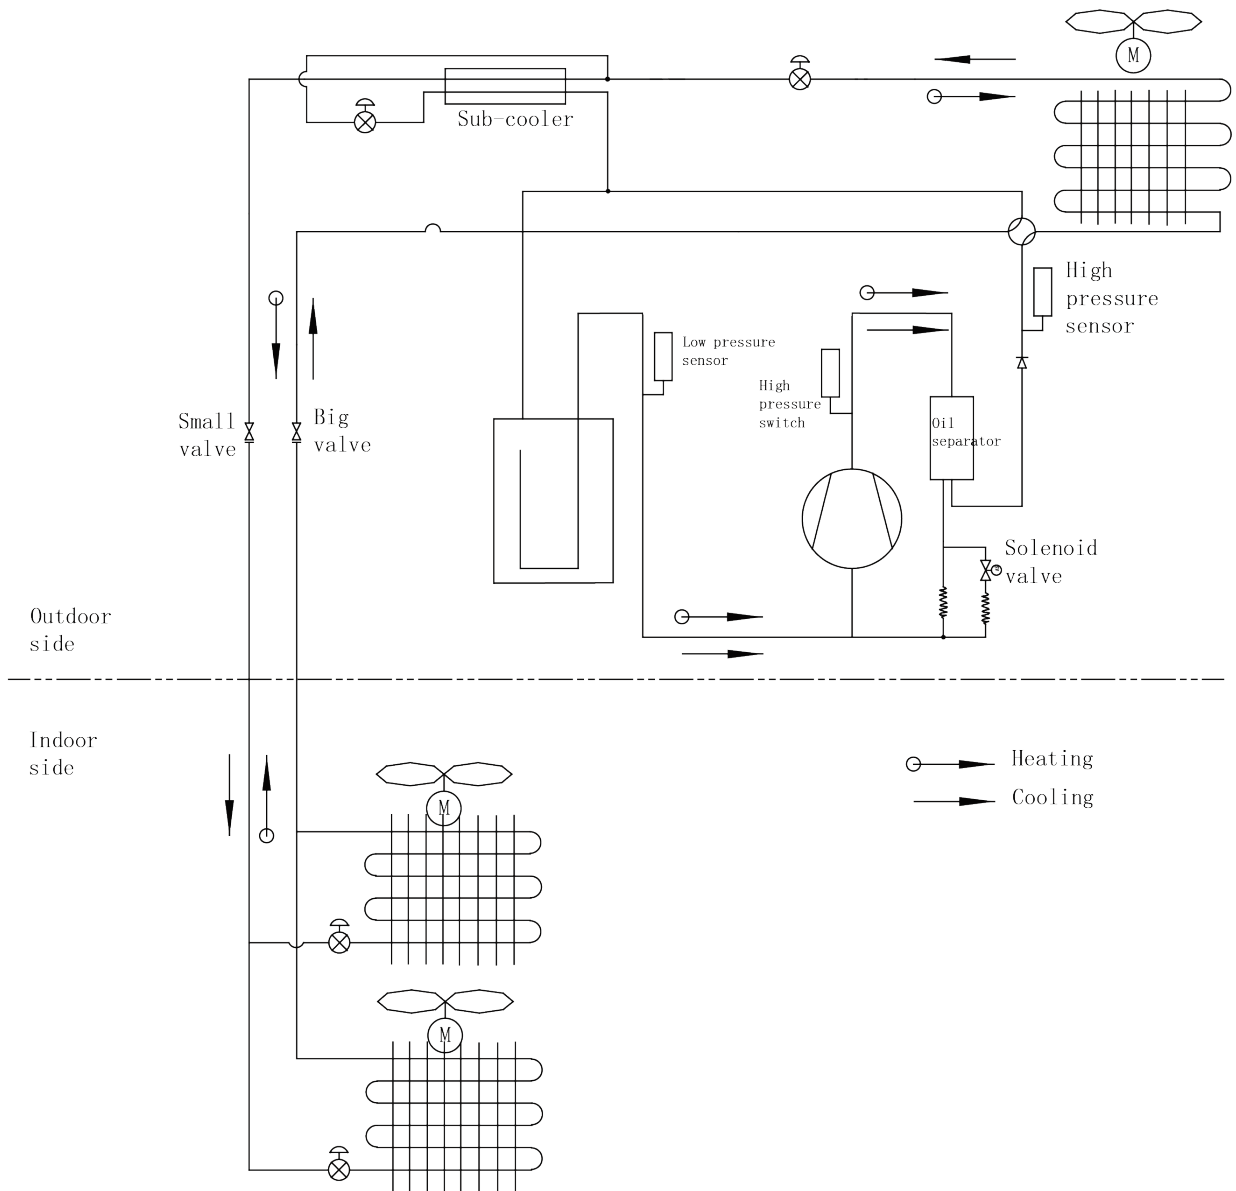 M
Sub-cooler
High
pressure
sensor
Low pressure
sensor
High
pressure
switch
Small
valve
Big
valve
Oil
separator
Solenoid
valve
Outdoor
side
Indoor
side
Heating
Cooling
M
M